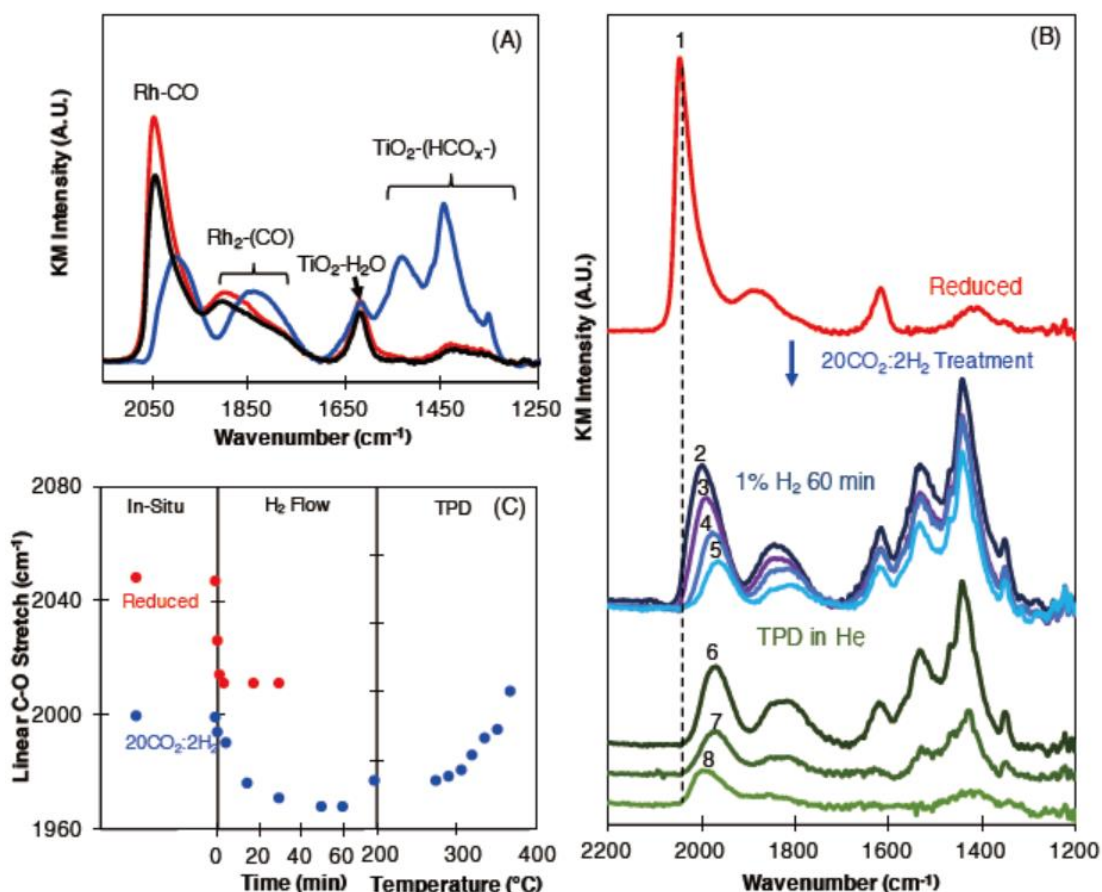 (A)
Rh-CO
TiO₂-(HCOₓ-)
Rh₂-(CO)
TiO₂-H₂O
KM Intensity (A.U.)
2050 1850 1650 1450 1250
Wavenumber (cm⁻¹)
(B)
1
Reduced
20CO₂:2H₂ Treatment
2
3
4
5
1% H₂ 60 min
TPD in He
6
7
8
KM Intensity (A.U.)
2200 2000 1800 1600 1400 1200
Wavenumber (cm⁻¹)
2080
2040
2000
1960
Linear C-O Stretch (cm⁻¹)
In-Situ H₂ Flow TPD (C)
Reduced
20CO₂:2H₂
0 20 40 60 200 300 400
Time (min) Temperature (°C)